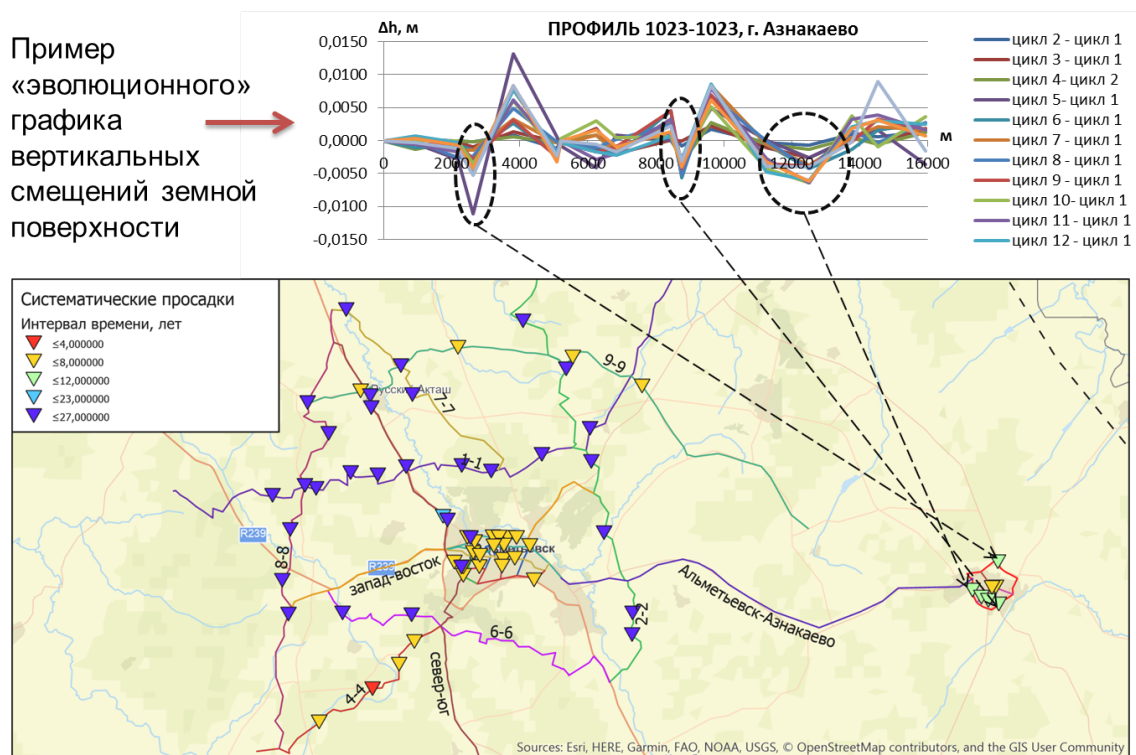 Пример
«эволюционного»
графика
вертикальных
смещений земной
поверхности
Δh, м
ПРОФИЛЬ 1023-1023, г. Азнакаево
0,0150
0,0100
0,0050
0,0000
-0,0050
-0,0100
-0,0150
0
2000
4000
6000
8000
10000
12000
14000
16000
м
цикл 2 - цикл 1
цикл 3 - цикл 1
цикл 4- цикл 2
цикл 5- цикл 1
цикл 6 - цикл 1
цикл 7 - цикл 1
цикл 8 - цикл 1
цикл 9 - цикл 1
цикл 10- цикл 1
цикл 11 - цикл 1
цикл 12 - цикл 1
Систематические просадки
Интервал времени, лет
≤4,000000
≤8,000000
≤12,000000
≤23,000000
≤27,000000
Русский Акташ
7-7
9-9
1-1
R239
8-8
запад-восток
6-6
2-2
Альметьевск-Азнакаево
4-4
север-юг
Sources: Esri, HERE, Garmin, FAO, NOAA, USGS, © OpenStreetMap contributors, and the GIS User Community